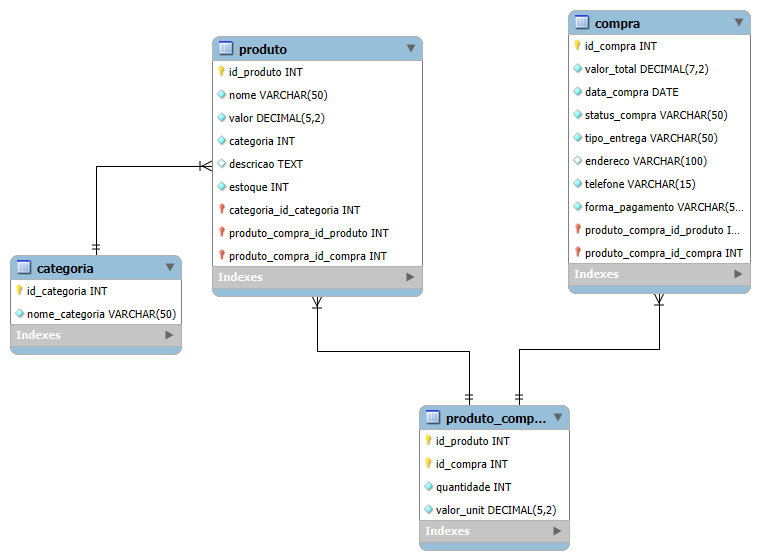 produto
id_produto INT
nome VARCHAR(50)
valor DECIMAL(5,2)
categoria INT
descricao TEXT
estoque INT
categoria_id_categoria INT
produto_compra_id_produto INT
produto_compra_id_compra INT
Indexes
compra
id_compra INT
valor_total DECIMAL(7,2)
data_compra DATE
status_compra VARCHAR(50)
tipo_entrega VARCHAR(50)
endereco VARCHAR(100)
telefone VARCHAR(15)
forma_pagamento VARCHAR(5...
produto_compra_id_produto I...
produto_compra_id_compra INT
Indexes
categoria
id_categoria INT
nome_categoria VARCHAR(50)
Indexes
produto_comp...
id_produto INT
id_compra INT
quantidade INT
valor_unit DECIMAL(5,2)
Indexes